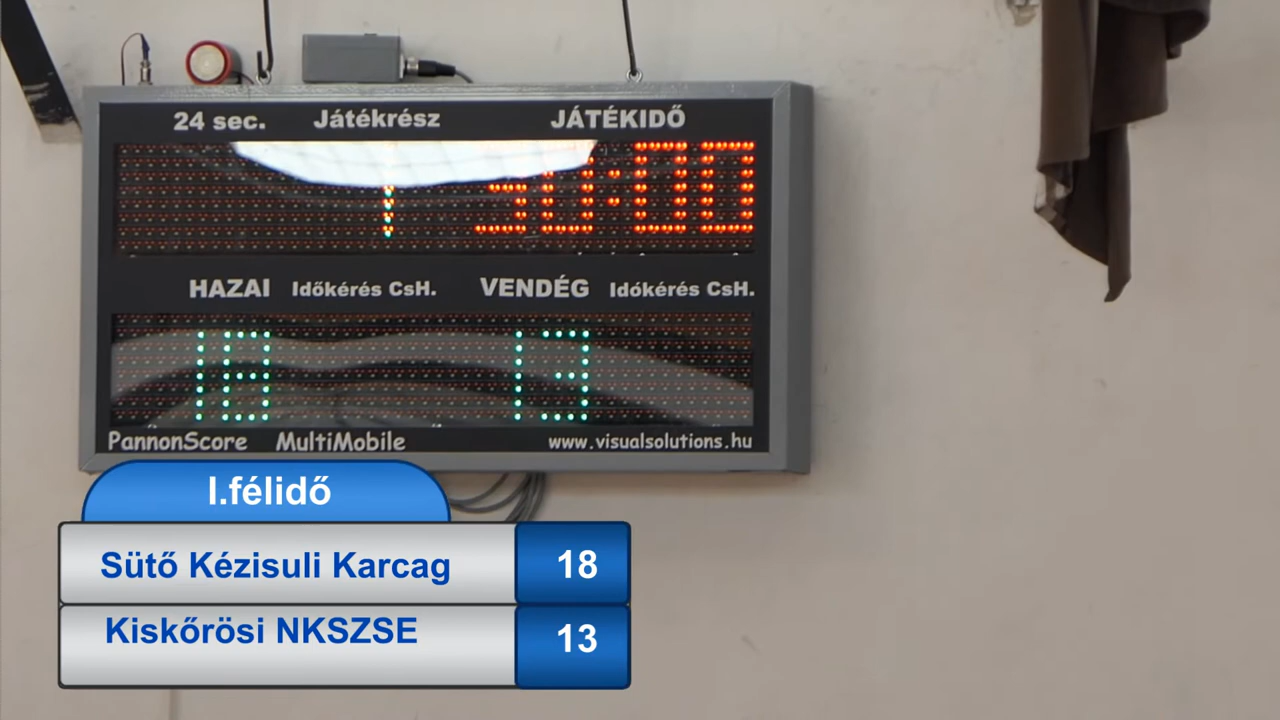 24 sec. Játékrész JÁTÉKIDŐ
1 30:00
HAZAI Időkérés CsH. VENDÉG Idókérés CsH.
18 13
PannonScore MultiMobile www.visualsolutions.hu
I.félidő
Sütő Kézisuli Karcag 18
Kiskőrösi NKSZSE 13